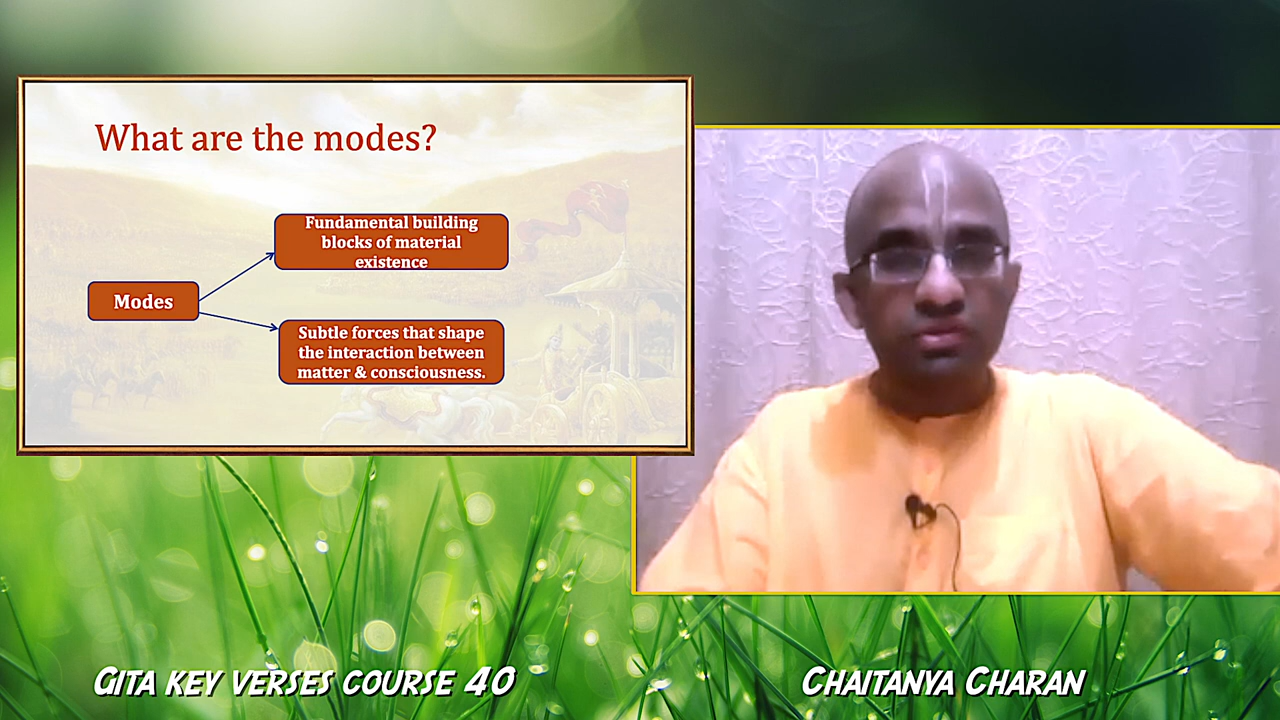 What are the modes?
Fundamental building
blocks of material
existence
Modes
Subtle forces that shape
the interaction between
matter & consciousness.
Gita key verses course 40
Chaitanya Charan